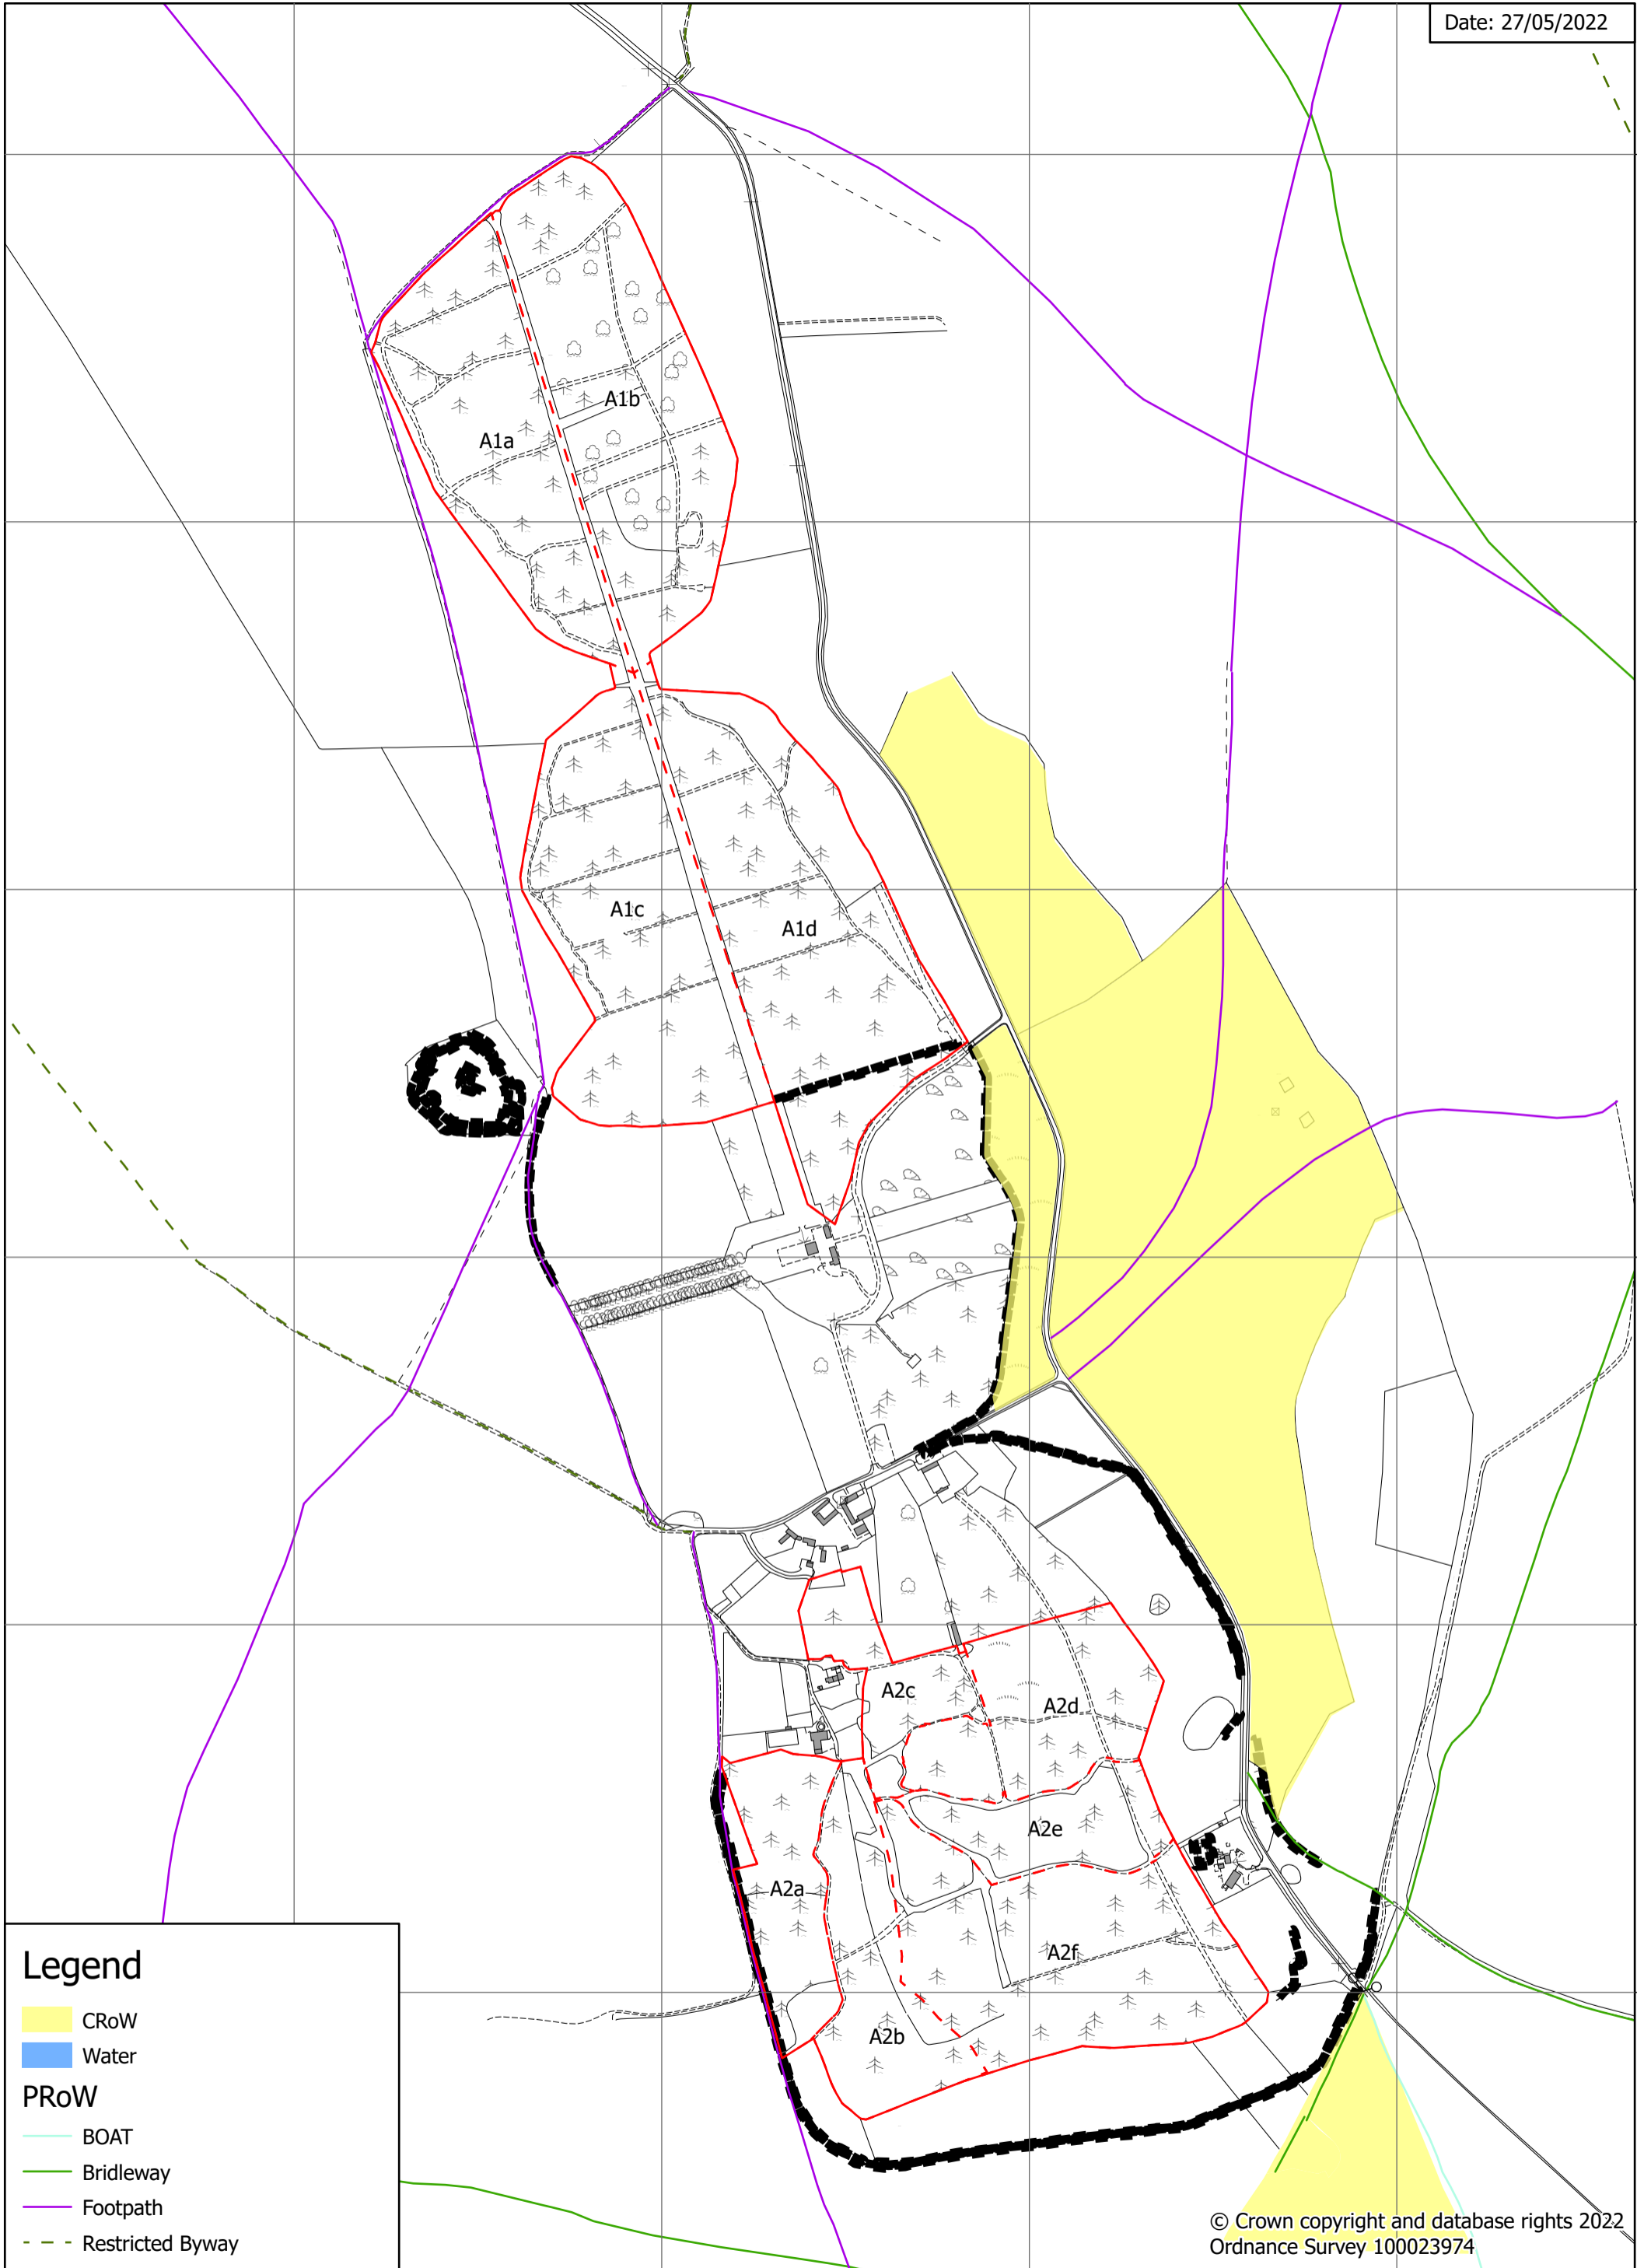 Date: 27/05/2022
A1b
A1a
A1c
A1d
A2c
A2d
A2e
A2a
A2f
A2b
Legend
CRoW
Water
PRoW
BOAT
Bridleway
Footpath
Restricted Byway
© Crown copyright and database rights 2022
Ordnance Survey 100023974